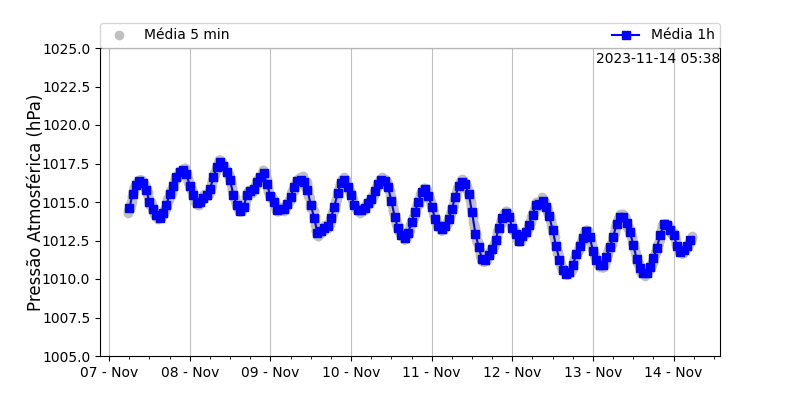 Média 5 min
Média 1h
2023-11-14 05:38
Pressão Atmosférica (hPa)
1025.0
1022.5
1020.0
1017.5
1015.0
1012.5
1010.0
1007.5
1005.0
07 - Nov
08 - Nov
09 - Nov
10 - Nov
11 - Nov
12 - Nov
13 - Nov
14 - Nov